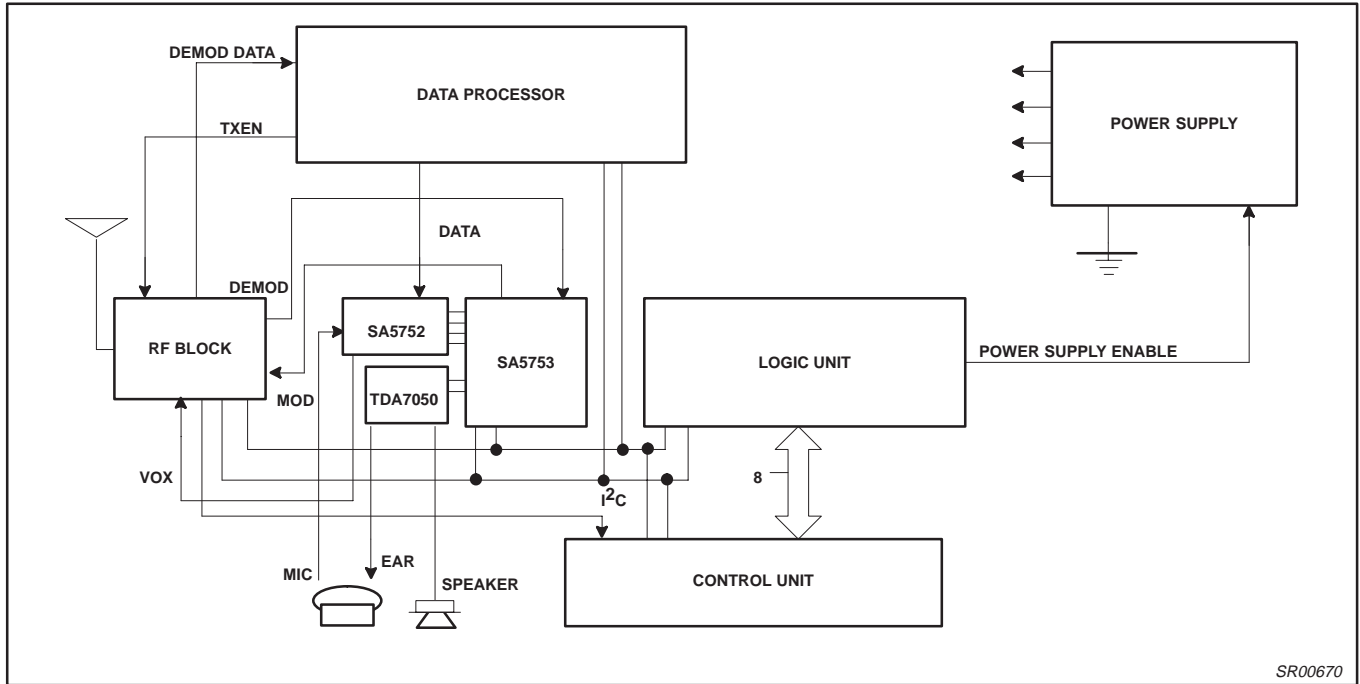 DEMOD DATA
DATA PROCESSOR
TXEN
POWER SUPPLY
DATA
DEMOD
RF BLOCK
SA5752
SA5753
LOGIC UNIT
POWER SUPPLY ENABLE
MOD
TDA7050
VOX
8
I²C
MIC
EAR
SPEAKER
CONTROL UNIT
SR00670